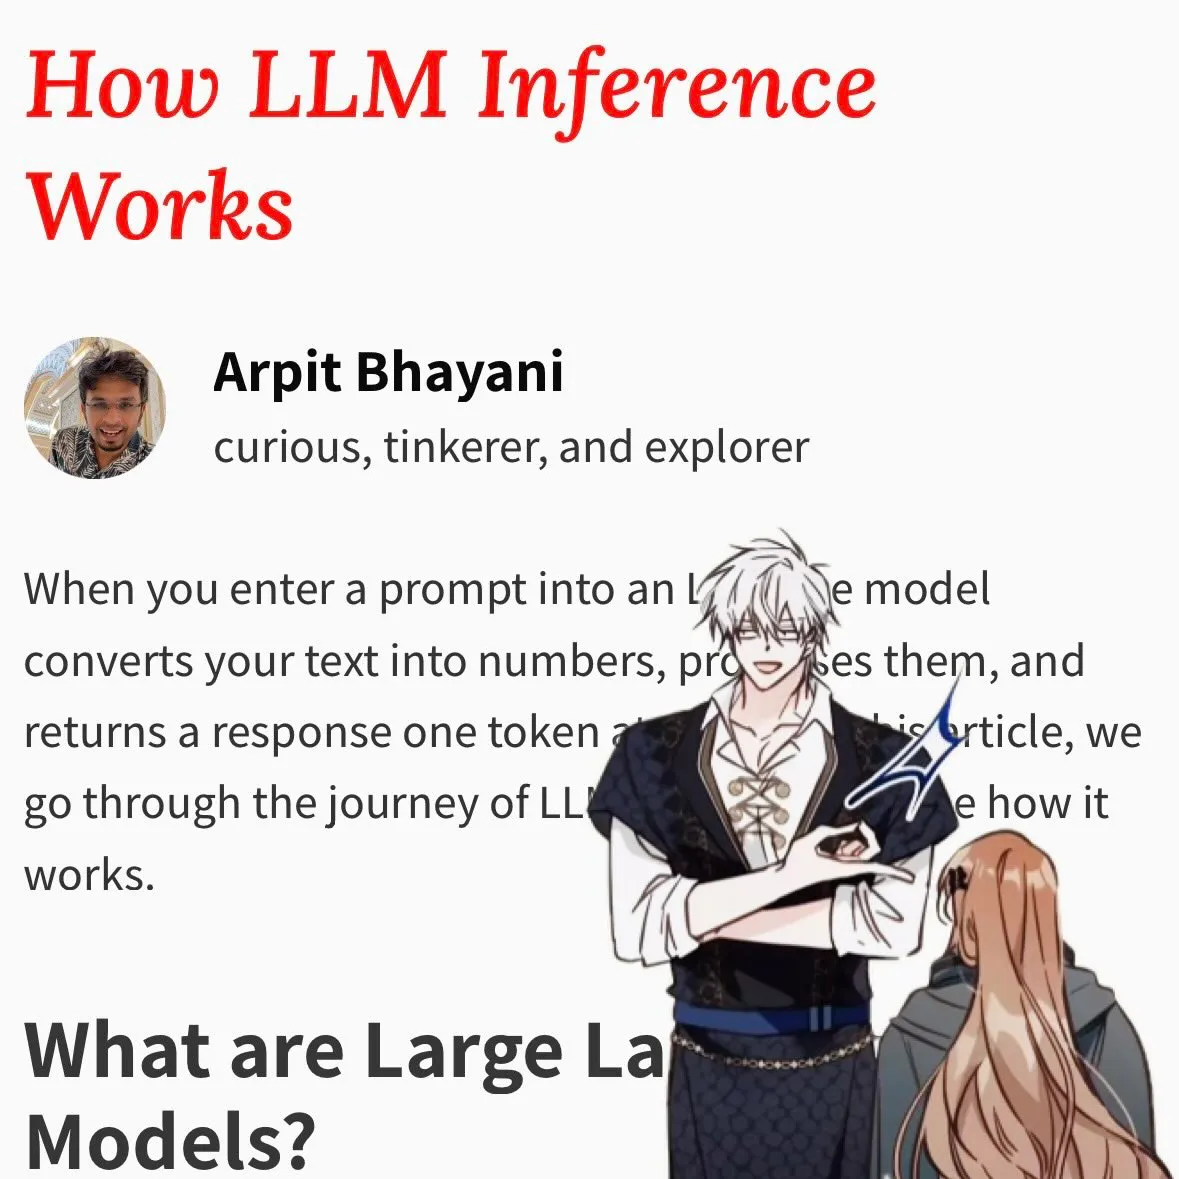 How LLM Inference
Works
Arpit Bhayani
curious, tinkerer, and explorer
When you enter a prompt into an model
converts your text into numbers, them, and
returns a response one token article, we
go through the journey of how it
works.
What are Large
Models?